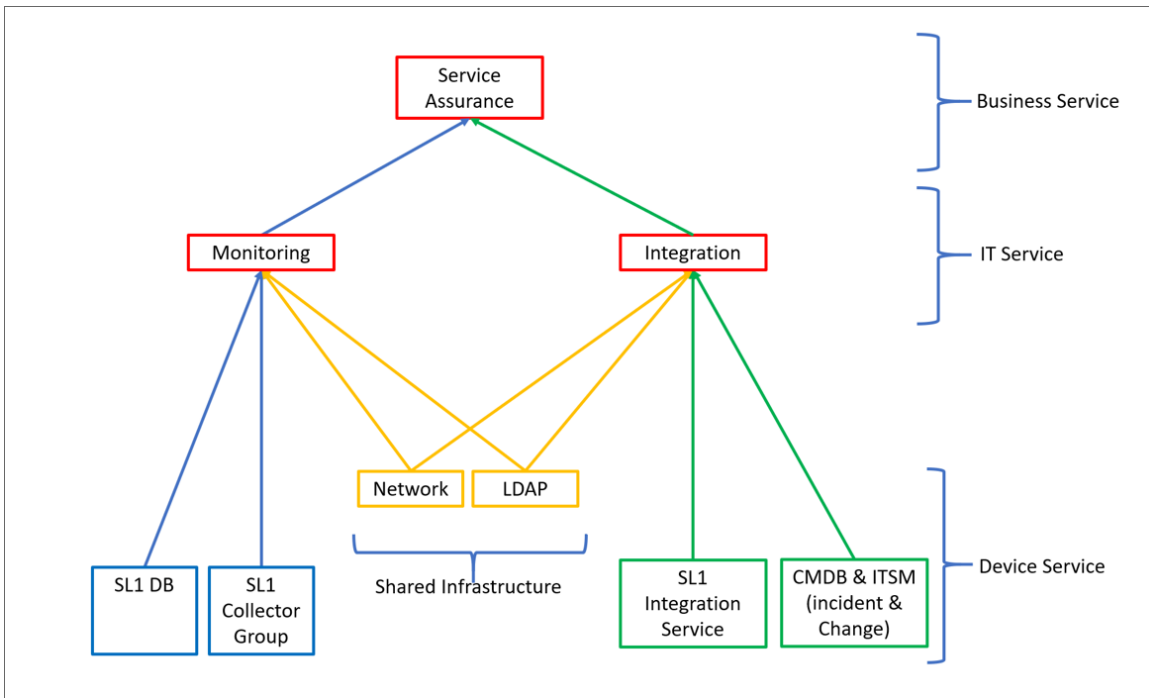 Service
Assurance
Business Service
Monitoring
Integration
IT Service
Network
LDAP
Shared Infrastructure
Device Service
SL1 DB
SL1
Collector
Group
SL1
Integration
Service
CMDB & ITSM
(incident &
Change)